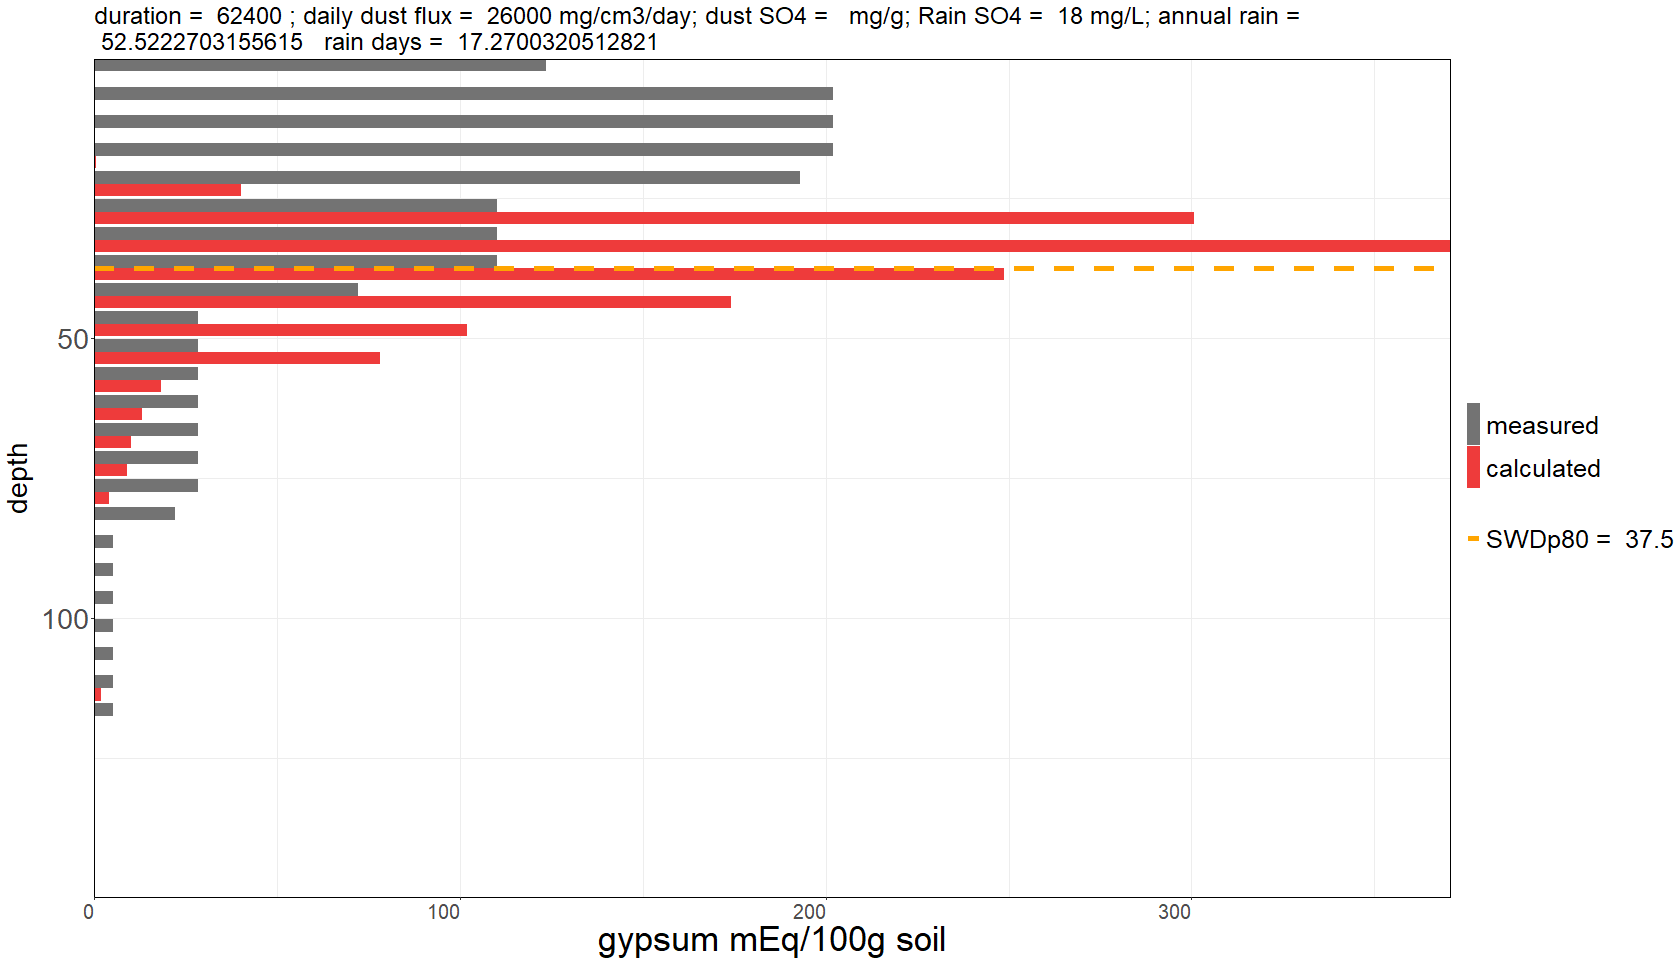 duration =  62400 ; daily dust flux =  26000 mg/cm3/day; dust SO4 =   mg/g; Rain SO4 =  18 mg/L; annual rain =
52.5222703155615   rain days =  17.2700320512821
50
100
depth
0
100
200
300
gypsum mEq/100g soil
measured
calculated
SWDp80 =  37.5